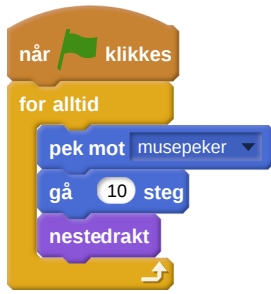 når klikkes
for alltid
pek mot musepeker
gå 10 steg
nestedrakt